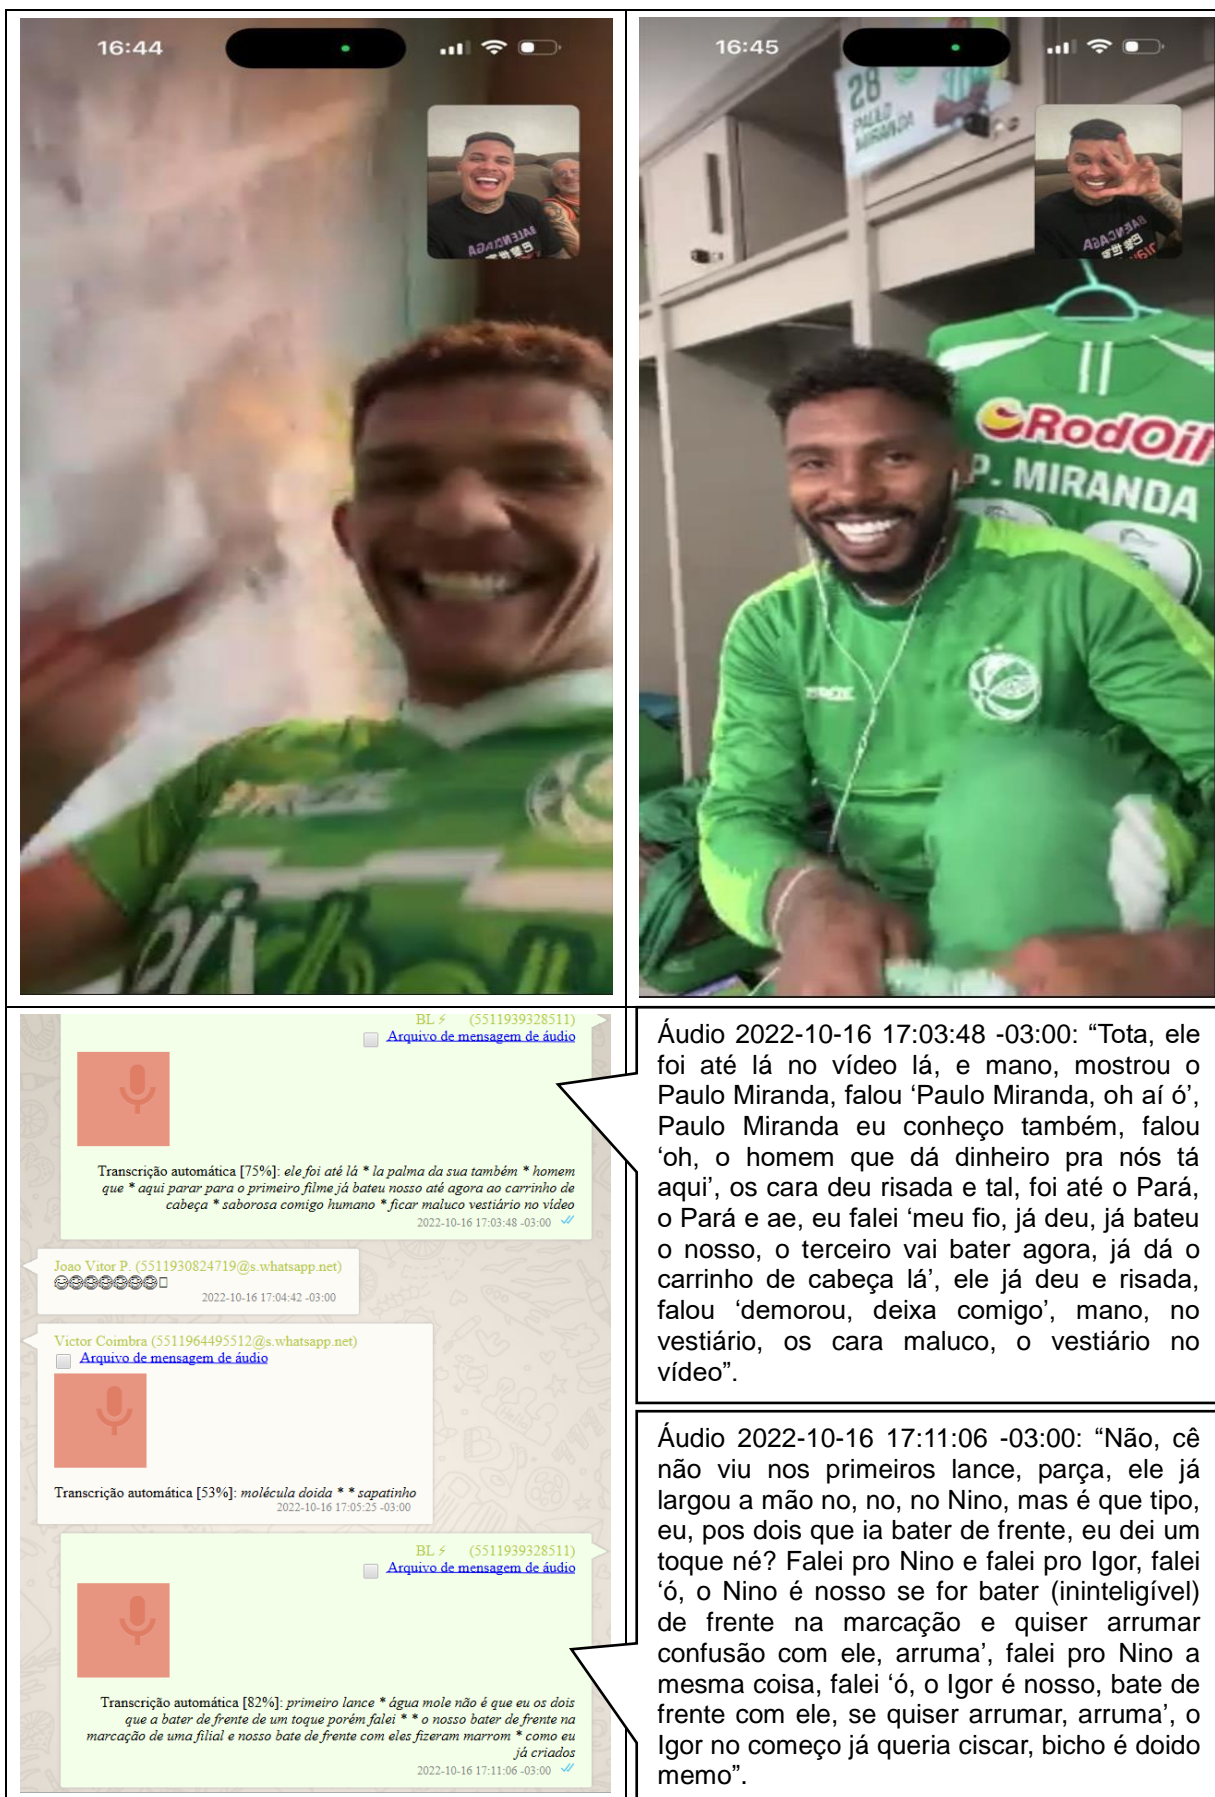 16:44
16:45
28
PAULO
MIRANDA
BALENCIAGA
RodOil
P. MIRANDA
BL⚡ (5511939328511)
Arquivo de mensagem de áudio
Transcrição automática [75%]: ele foi até lá * la palma da sua também * homem
que * aqui parar para o primeiro filme já bateu nosso até agora ao carrinho de
cabeça * saborosa comigo humano * ficar maluco vestiário no vídeo
2022-10-16 17:03:48 -03:00
Joao Vitor P. (5511930824719@s.whatsapp.net)
2022-10-16 17:04:42 -03:00
Victor Coimbra (5511964495512@s.whatsapp.net)
Arquivo de mensagem de áudio
Transcrição automática [53%]: molécula doida * * sapatinho
2022-10-16 17:05:25 -03:00
BL⚡ (5511939328511)
Arquivo de mensagem de áudio
Transcrição automática [82%]: primeiro lance * água mole não é que eu os dois
que a bater de frente de um toque porém falei * * o nosso bater de frente na
marcação de uma filial e nosso bate de frente com eles fizeram marrom * como eu
já criados
2022-10-16 17:11:06 -03:00
Áudio 2022-10-16 17:03:48 -03:00: “Tota, ele
foi até lá no vídeo lá, e mano, mostrou o
Paulo Miranda, falou ‘Paulo Miranda, oh aí ó’,
Paulo Miranda eu conheço também, falou
‘oh, o homem que dá dinheiro pra nós tá
aqui’, os cara deu risada e tal, foi até o Pará,
o Pará e ae, eu falei ‘meu fio, já deu, já bateu
o nosso, o terceiro vai bater agora, já dá o
carrinho de cabeça lá’, ele já deu e risada,
falou ‘demorou, deixa comigo’, mano, no
vestiário, os cara maluco, o vestiário no
vídeo”.
Áudio 2022-10-16 17:11:06 -03:00: “Não, cê
não viu nos primeiros lance, parça, ele já
largou a mão no, no, no Nino, mas é que tipo,
eu, pos dois que ia bater de frente, eu dei um
toque né? Falei pro Nino e falei pro Igor, falei
‘ó, o Nino é nosso se for bater (ininteligível)
de frente na marcação e quiser arrumar
confusão com ele, arruma’, falei pro Nino a
mesma coisa, falei ‘ó, o Igor é nosso, bate de
frente com ele, se quiser arrumar, arruma’, o
Igor no começo já queria ciscar, bicho é doido
memo”.